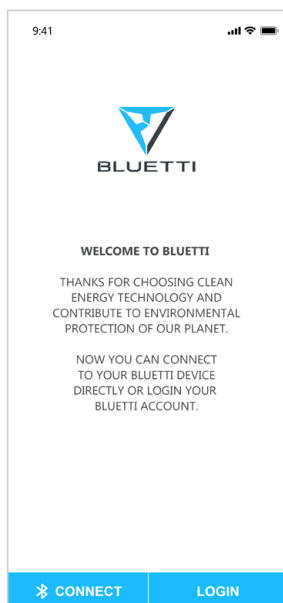 9:41
BLUETTI
WELCOME TO BLUETTI
THANKS FOR CHOOSING CLEAN
ENERGY TECHNOLOGY AND
CONTRIBUTE TO ENVIRONMENTAL
PROTECTION OF OUR PLANET.
NOW YOU CAN CONNECT
TO YOUR BLUETTI DEVICE
DIRECTLY OR LOGIN YOUR
BLUETTI ACCOUNT.
CONNECT LOGIN